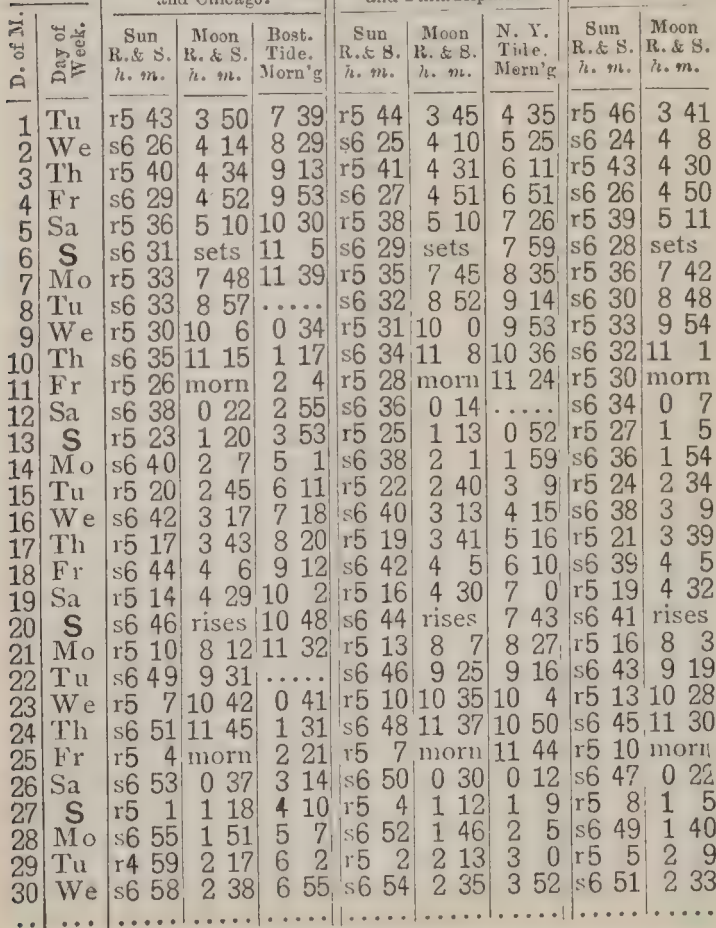 and Chicago.
D. of M. Day of Week. Sun R. & S. h. m. Moon R. & S. h. m. Bost. Tide. Morn'g Sun R. & S. h. m. Moon R. & S. h. m. N. Y. Tide. Morn'g Sun R. & S. h. m. Moon R. & S. h. m.
1 Tu r5 43 3 50 7 39 r5 44 3 45 4 35 r5 46 3 41
2 We s6 26 4 14 8 29 s6 25 4 10 5 25 s6 24 4 8
3 Th r5 40 4 34 9 13 r5 41 4 31 6 11 r5 43 4 30
4 Fr s6 29 4 52 9 53 s6 27 4 51 6 51 s6 26 4 50
5 Sa r5 36 5 10 10 30 r5 38 5 10 7 26 r5 39 5 11
6 S s6 31 sets 11 5 s6 29 sets 7 59 s6 28 sets
7 Mo r5 33 7 48 11 39 r5 35 7 45 8 35 r5 36 7 42
8 Tu s6 33 8 57 ..... s6 32 8 52 9 14 s6 30 8 48
9 We r5 30 10 6 0 34 r5 31 10 0 9 53 r5 33 9 54
10 Th s6 35 11 15 1 17 s6 34 11 8 10 36 s6 32 11 1
11 Fr r5 26 morn 2 4 r5 28 morn 11 24 r5 30 morn
12 Sa s6 38 0 22 2 55 s6 36 0 14 ..... s6 34 0 7
13 S r5 23 1 20 3 53 r5 25 1 13 0 52 r5 27 1 5
14 Mo s6 40 2 7 5 1 s6 38 2 1 1 59 s6 36 1 54
15 Tu r5 20 2 45 6 11 r5 22 2 40 3 9 r5 24 2 34
16 We s6 42 3 17 7 18 s6 40 3 13 4 15 s6 38 3 9
17 Th r5 17 3 43 8 20 r5 19 3 41 5 16 r5 21 3 39
18 Fr s6 44 4 6 9 12 s6 42 4 5 6 10 s6 39 4 5
19 Sa r5 14 4 29 10 2 r5 16 4 30 7 0 r5 19 4 32
20 S s6 46 rises 10 48 s6 44 rises 7 43 s6 41 rises
21 Mo r5 10 8 12 11 32 r5 13 8 7 8 27 r5 16 8 3
22 Tu s6 49 9 31 ..... s6 46 9 25 9 16 s6 43 9 19
23 We r5 7 10 42 0 41 r5 10 10 35 10 4 r5 13 10 28
24 Th s6 51 11 45 1 31 s6 48 11 37 10 50 s6 45 11 30
25 Fr r5 4 morn 2 21 r5 7 morn 11 44 r5 10 morn
26 Sa s6 53 0 37 3 14 s6 50 0 30 0 12 s6 47 0 22
27 S r5 1 1 18 4 10 r5 4 1 12 1 9 r5 8 1 5
28 Mo s6 55 1 51 5 7 s6 52 1 46 2 5 s6 49 1 40
29 Tu r4 59 2 17 6 2 r5 2 2 13 3 0 r5 5 2 9
30 We s6 58 2 38 6 55 s6 54 2 35 3 52 s6 51 2 33